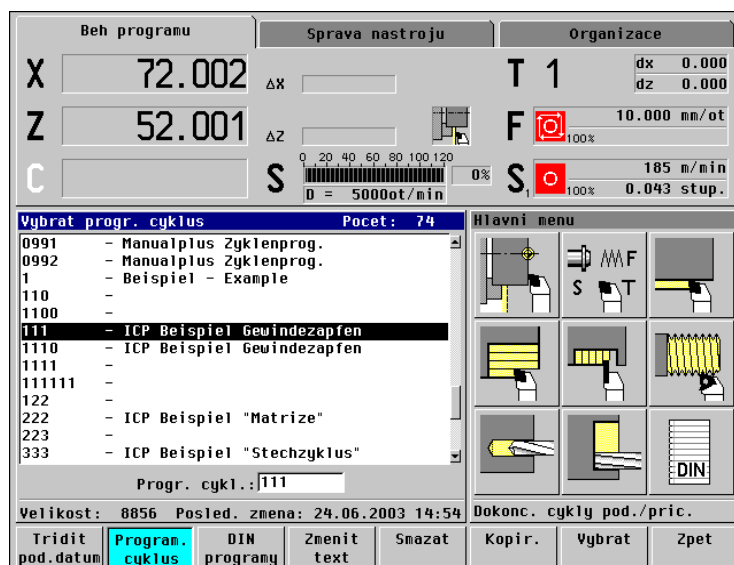 Beh programu Sprava nastroju Organizace
X 72.002 ΔX T 1 dx 0.000
dz 0.000
Z 52.001 ΔZ F 100% 10.000 mm/ot
C S 0 20 40 60 80 100 120 0% S1 100% 185 m/min
D = 5000ot/min 0.043 stup.
Vybrat progr. cyklus Pocet: 74
0991 - Manualplus Zyklenprog.
0992 - Manualplus Zyklenprog.
1 - Beispiel - Example
110 -
1100 -
111 - ICP Beispiel Gewindezapfen
1110 - ICP Beispiel Gewindezapfen
1111 -
111111 -
122 -
222 - ICP Beispiel "Matrize"
223 -
333 - ICP Beispiel "Stechzyklus"
Progr. cykl.: 111
Velikost: 8856 Posled. zmena: 24.06.2003 14:54
Hlavni menu
F
S T
DIN
Dokonc. cykly pod./pric.
Tridit pod.datum
Program. cyklus
DIN programy
Zmenit text
Smazat
Kopir.
Vybrat
Zpet